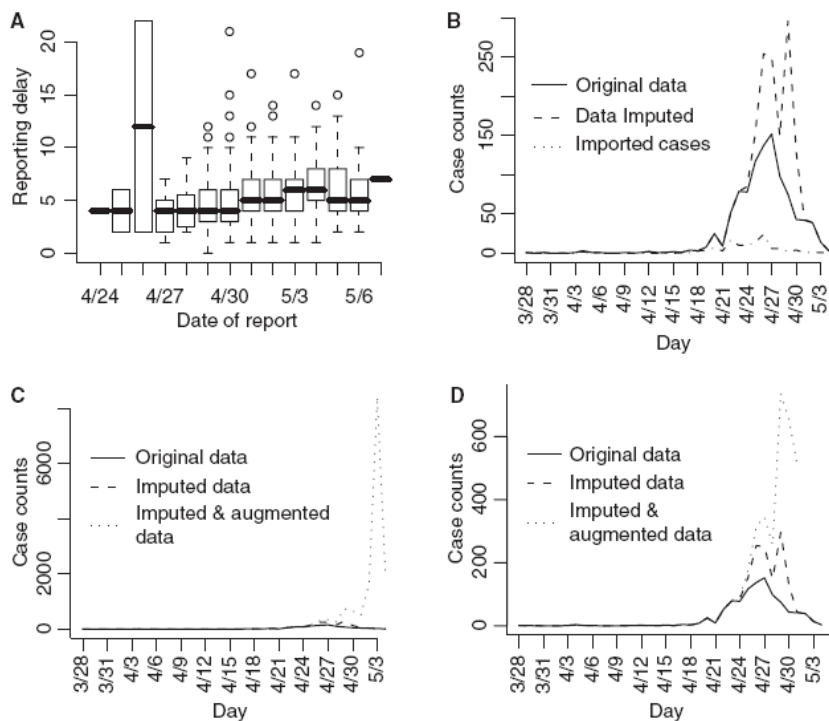 A
Reporting delay
20
15
10
5
0
4/24
4/27
4/30
5/3
5/6
Date of report
B
Case counts
250
150
50
0
Original data
Data Imputed
Imported cases
3/28
3/31
4/3
4/6
4/9
4/12
4/15
4/18
4/21
4/24
4/27
4/30
5/3
Day
C
Case counts
6000
2000
0
Original data
Imputed data
Imputed & augmented
data
3/28
3/31
4/3
4/6
4/9
4/12
4/15
4/18
4/21
4/24
4/27
4/30
5/3
Day
D
Case counts
600
400
200
0
Original data
Imputed data
Imputed &
augmented data
3/28
3/31
4/3
4/6
4/9
4/12
4/15
4/18
4/21
4/24
4/27
4/30
5/3
Day